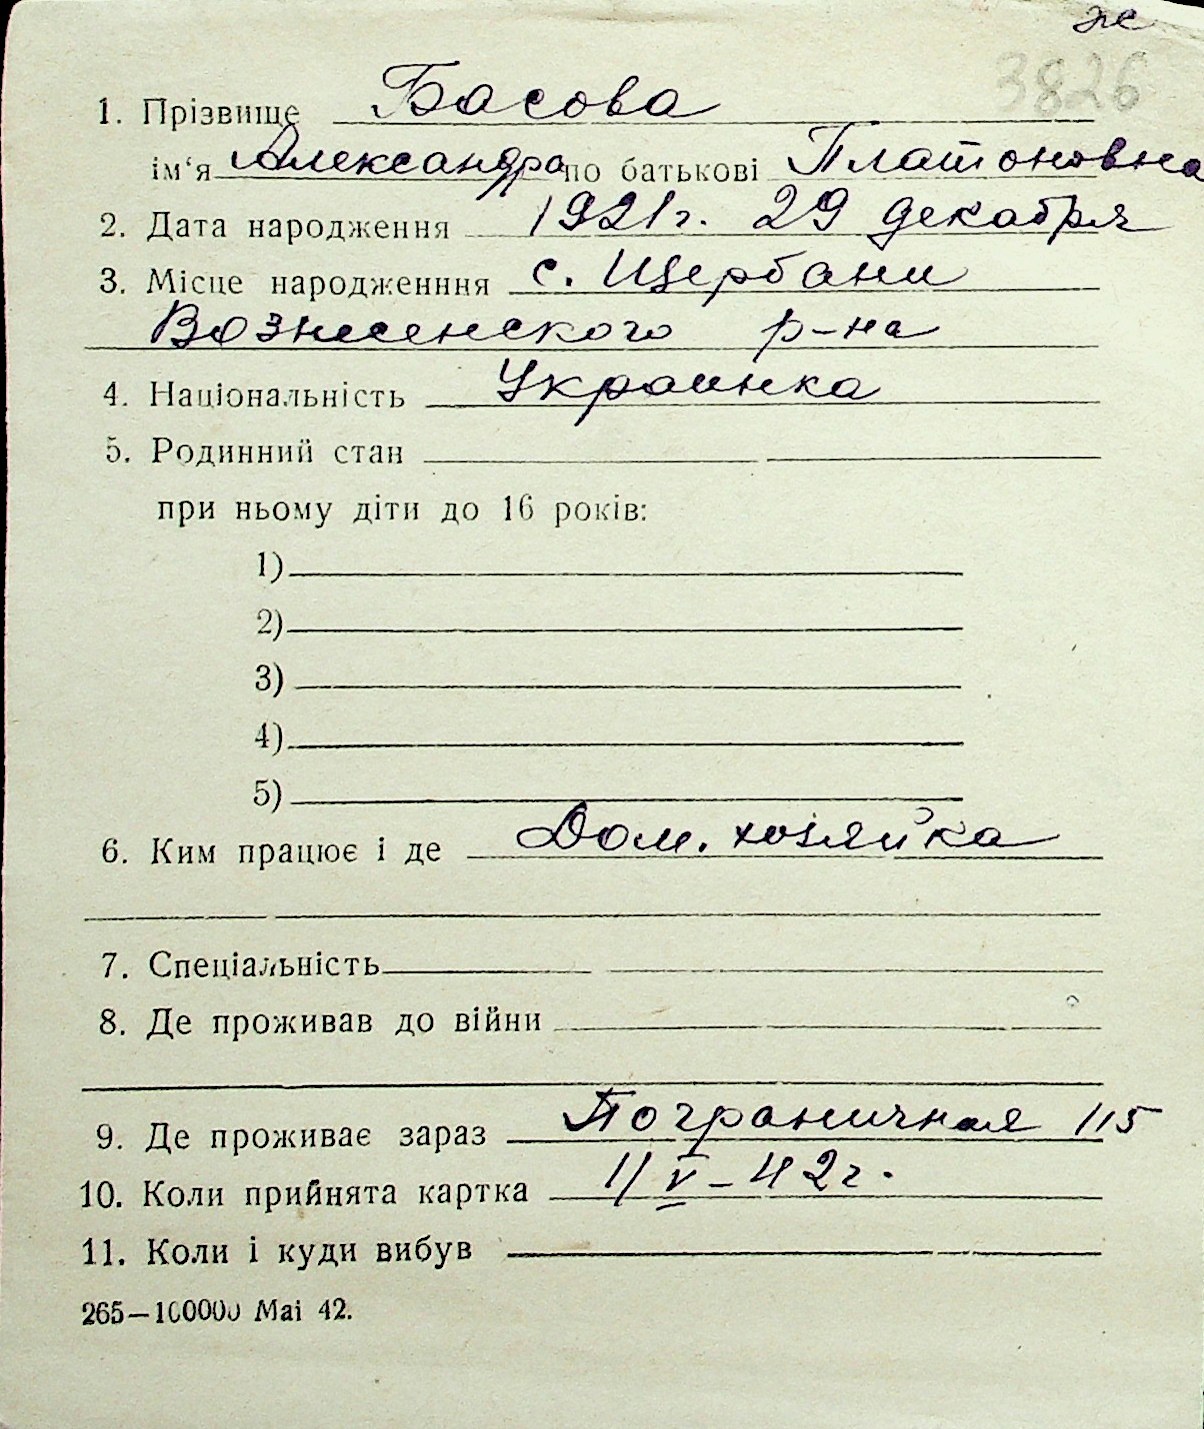 ж
3826
1. Прізвище Басова
ім‘я Александра по батькові Платоновна
2. Дата народження 1921г. 29 декабря
3. Місце народженння с. Щербани
Вознесенского р-на
4. Національність Украинка
5. Родинний стан
при ньому діти до 16 років:
1)
2)
3)
4)
5)
6. Ким працює і де Дом. хозяйка
7. Спеціальність
8. Де проживав до війни
9. Де проживає зараз Пограничная 115
10. Коли прийнята картка 11/V – 42г.
11. Коли і куди вибув
265—100000 Mai 42.